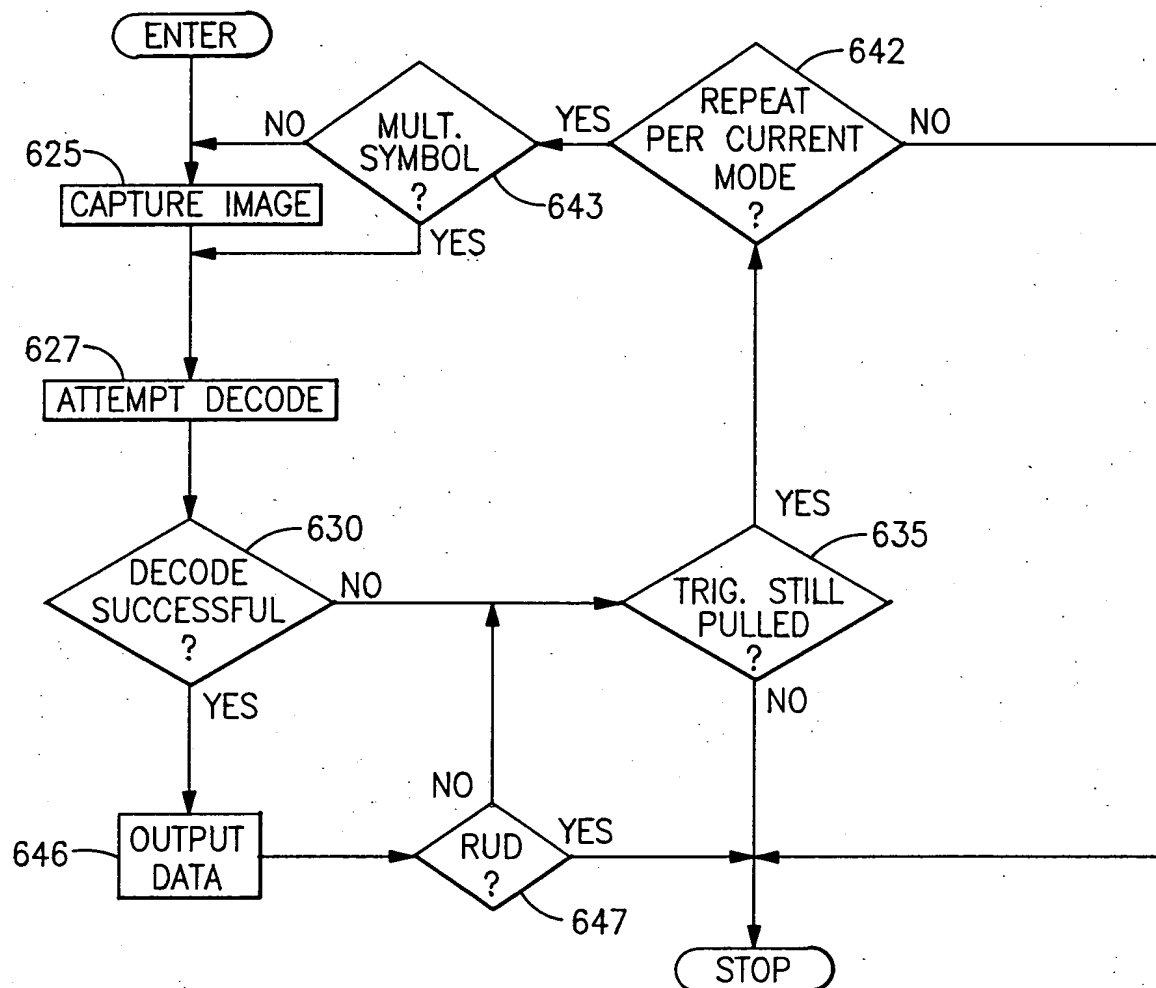 ENTER
642
REPEAT
PER CURRENT
MODE
?
YES
NO
MULT.
SYMBOL
?
NO
643
YES
625
CAPTURE IMAGE
627
ATTEMPT DECODE
630
DECODE
SUCCESSFUL
?
NO
YES
635
TRIG. STILL
PULLED
?
YES
NO
646
OUTPUT
DATA
RUD
?
NO
YES
647
STOP